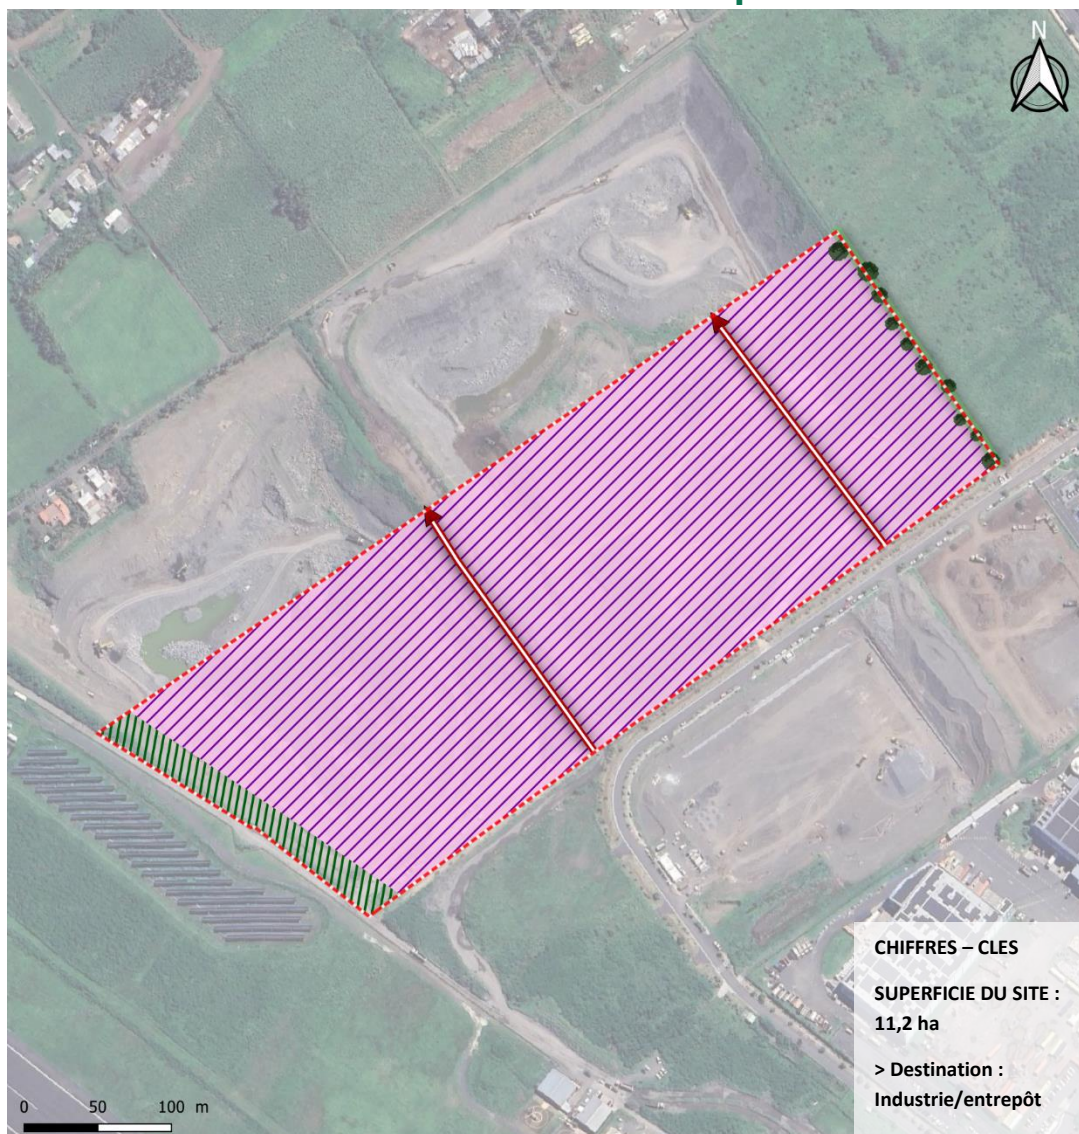 N
CHIFFRES – CLES
SUPERFICIE DU SITE :
11,2 ha
> Destination :
Industrie/entrepôt
0 50 100 m